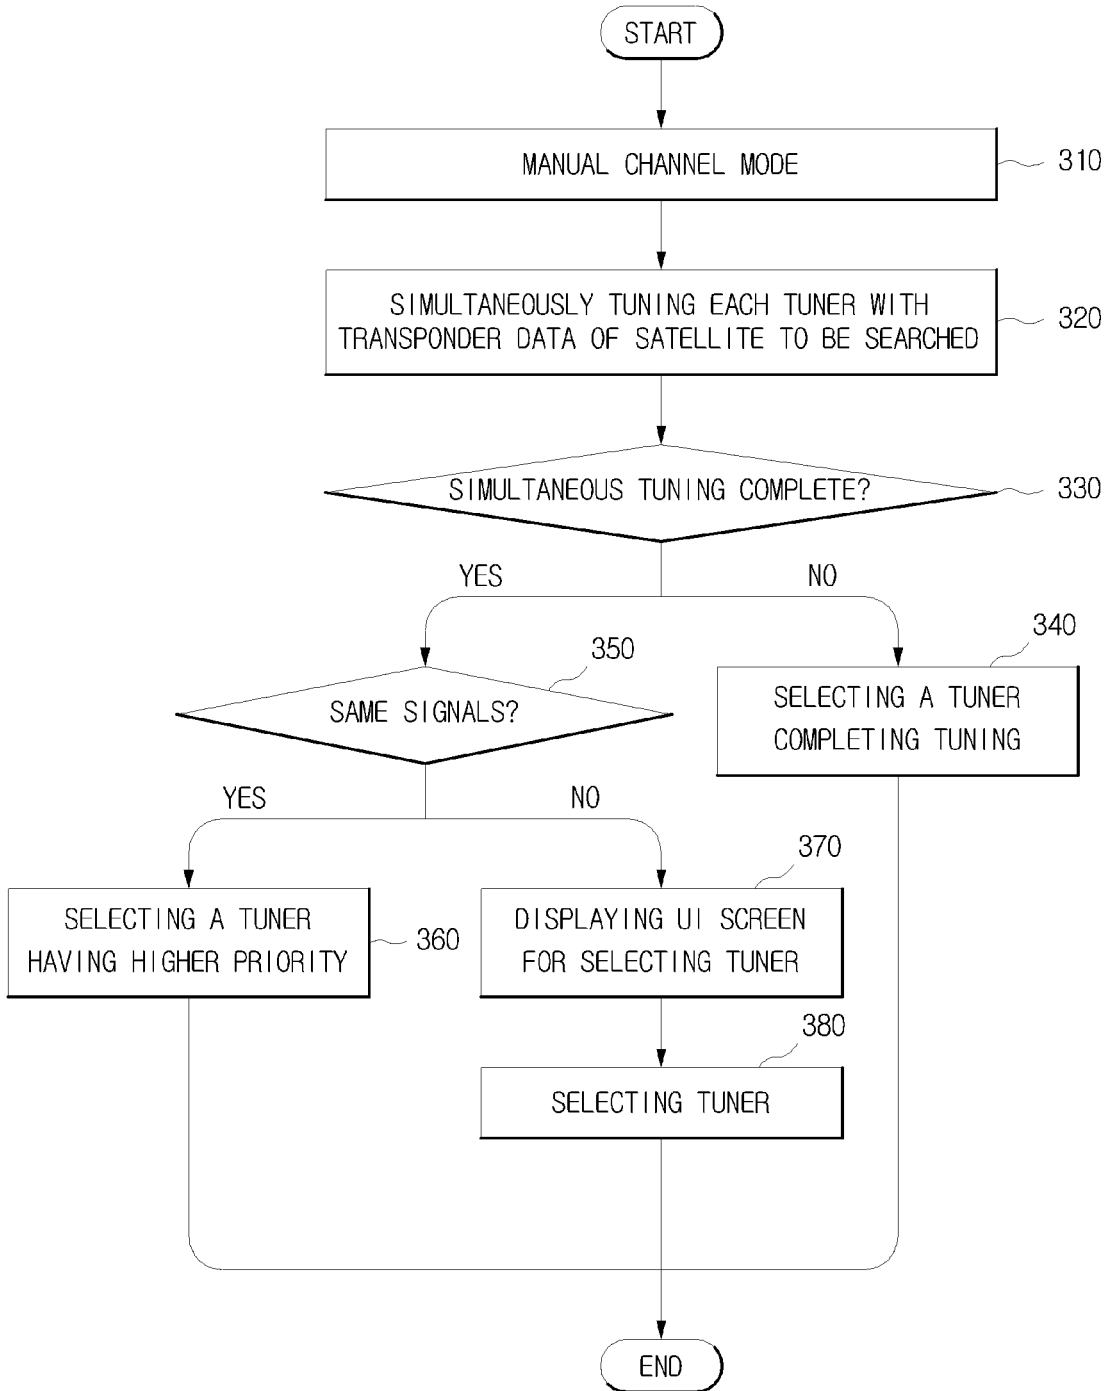 START
MANUAL CHANNEL MODE
310
SIMULTANEOUSLY TUNING EACH TUNER WITH
TRANSPONDER DATA OF SATELLITE TO BE SEARCHED
320
SIMULTANEOUS TUNING COMPLETE?
330
YES
NO
350
SAME SIGNALS?
340
SELECTING A TUNER
COMPLETING TUNING
YES
NO
SELECTING A TUNER
HAVING HIGHER PRIORITY
360
370
DISPLAYING UI SCREEN
FOR SELECTING TUNER
380
SELECTING TUNER
END